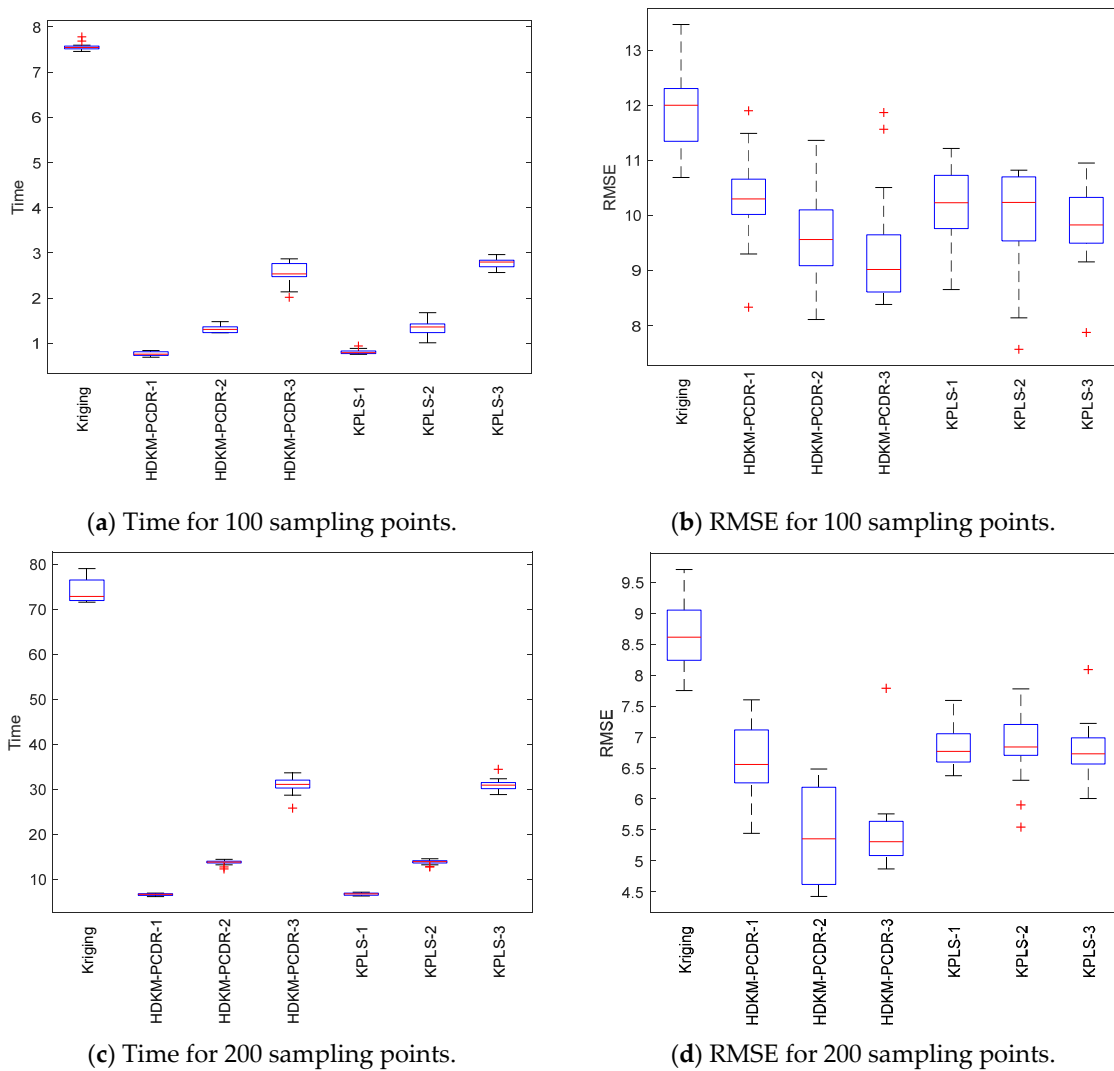 8
7
6
5
4
3
2
1
Time
Kriging
HDKM-PCDR-1
HDKM-PCDR-2
HDKM-PCDR-3
KPLS-1
KPLS-2
KPLS-3
(a) Time for 100 sampling points.
13
12
11
10
9
8
RMSE
Kriging
HDKM-PCDR-1
HDKM-PCDR-2
HDKM-PCDR-3
KPLS-1
KPLS-2
KPLS-3
(b) RMSE for 100 sampling points.
80
70
60
50
40
30
20
10
Time
Kriging
HDKM-PCDR-1
HDKM-PCDR-2
HDKM-PCDR-3
KPLS-1
KPLS-2
KPLS-3
(c) Time for 200 sampling points.
9.5
9
8.5
8
7.5
7
6.5
6
5.5
5
4.5
RMSE
Kriging
HDKM-PCDR-1
HDKM-PCDR-2
HDKM-PCDR-3
KPLS-1
KPLS-2
KPLS-3
(d) RMSE for 200 sampling points.